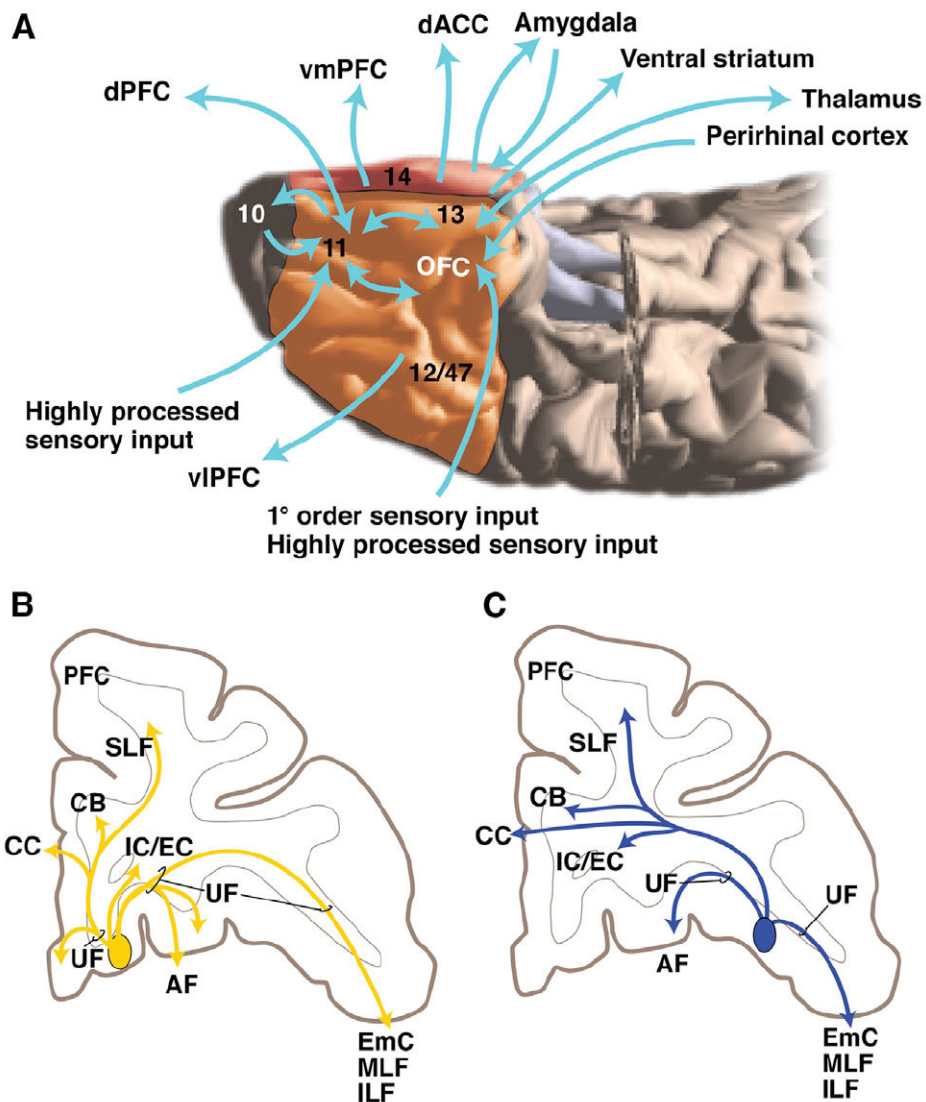 A
dACC
Amygdala
vmPFC
Ventral striatum
dPFC
Thalamus
Perirhinal cortex
14
10
13
11
OFC
12/47
Highly processed
sensory input
vlPFC
1° order sensory input
Highly processed sensory input
B
PFC
SLF
CB
CC
IC/EC
UF
UF
AF
EmC
MLF
ILF
C
PFC
SLF
CB
CC
IC/EC
UF
UF
AF
EmC
MLF
ILF